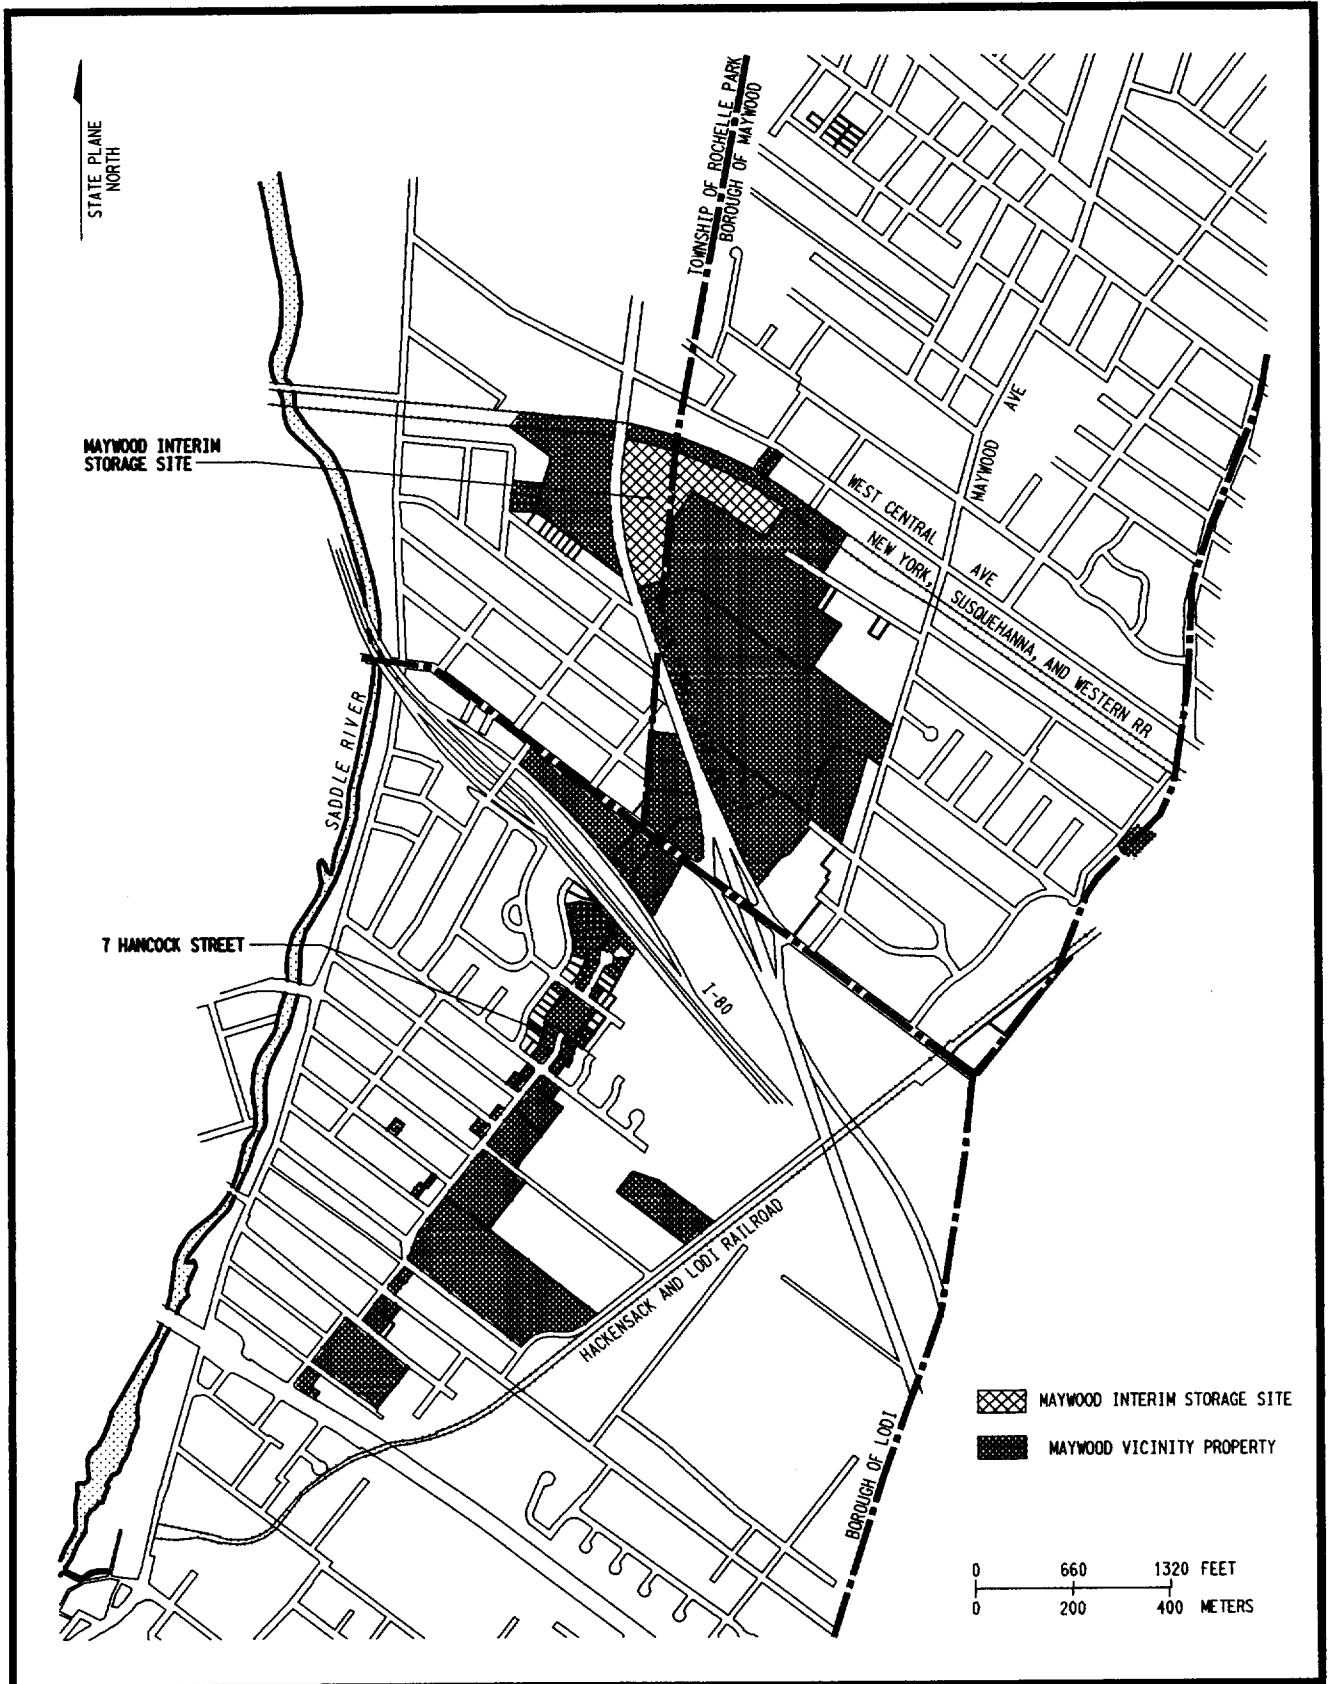 STATE PLANE
NORTH
TOWNSHIP OF ROCHELLE PARK
BOROUGH OF MAYWOOD
MAYWOOD INTERIM
STORAGE SITE
MAYWOOD AVE
WEST CENTRAL AVE
NEW YORK, SUSQUEHANNA, AND WESTERN RR
SADDLE RIVER
7 HANCOCK STREET
I-80
HACKENSACK AND LODI RAILROAD
BOROUGH OF LODI
MAYWOOD INTERIM STORAGE SITE
MAYWOOD VICINITY PROPERTY
0 660 1320 FEET
0 200 400 METERS